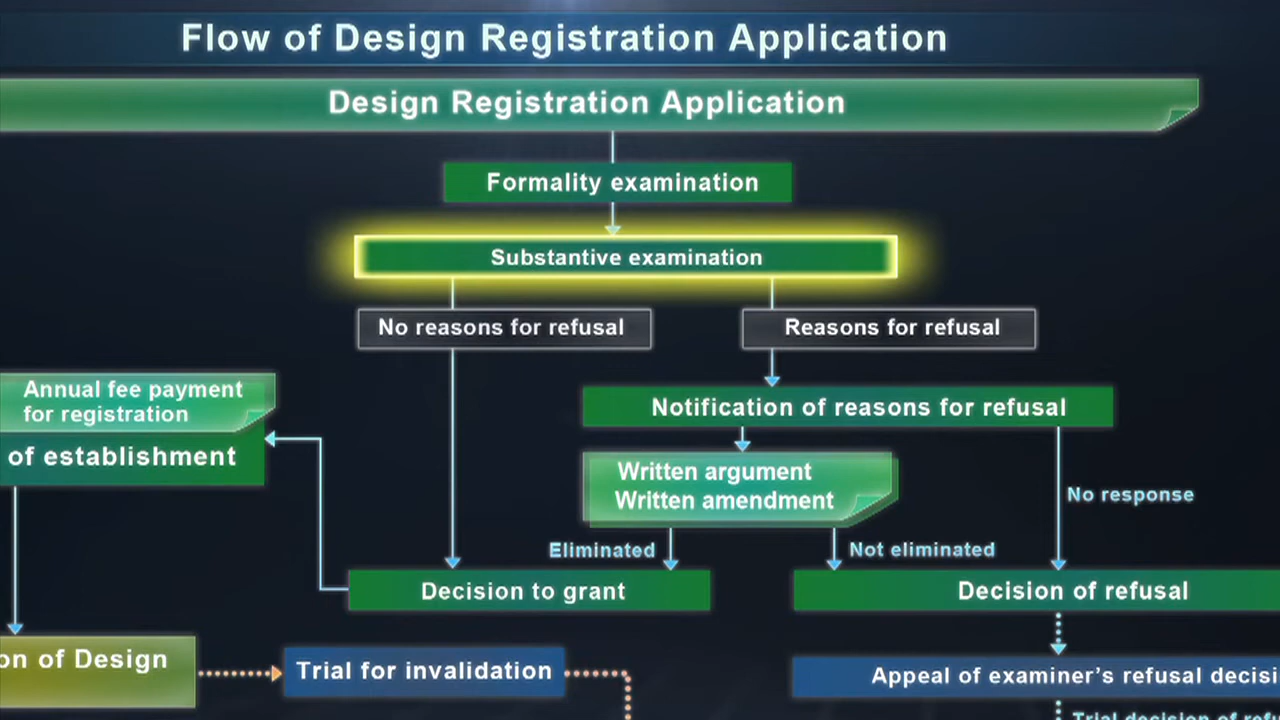 Flow of Design Registration Application
Design Registration Application
Formality examination
Substantive examination
No reasons for refusal
Reasons for refusal
Annual fee payment
for registration
of establishment
Notification of reasons for refusal
Written argument
Written amendment
No response
Eliminated
Not eliminated
Decision to grant
Decision of refusal
on of Design
Trial for invalidation
Appeal of examiner's refusal decisi
Trial decision of